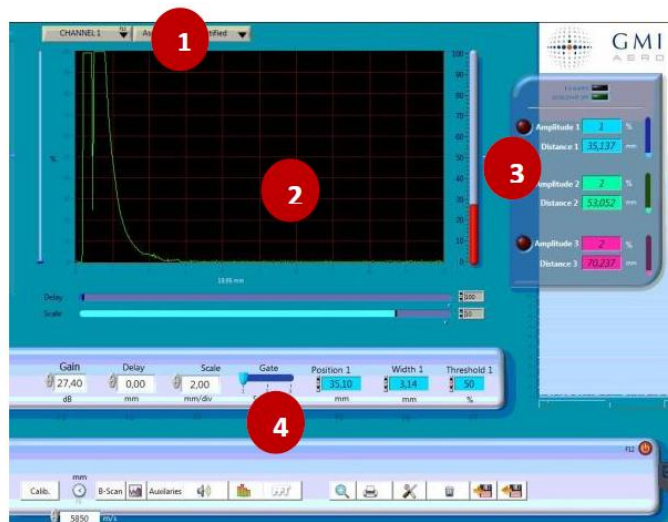 CHANNEL 1
1
GMI
AERO
100
90
80
70
60
50
40
30
20
10
0
2
3
Amplitude 1 1 %
Distance 1 35,137 mm
Amplitude 2 2 %
Distance 2 53,052 mm
Amplitude 3 2 %
Distance 3 70,237 mm
Delay 100
Scale 10
Gain Delay Scale Gate Position 1 Width 1 Threshold 1
27,40 0,00 2,00 35,10 3,14 50
dB mm mm/div mm mm %
4
F12
mm
Calib. B-Scan Auxilaries FFT
5850 m/s